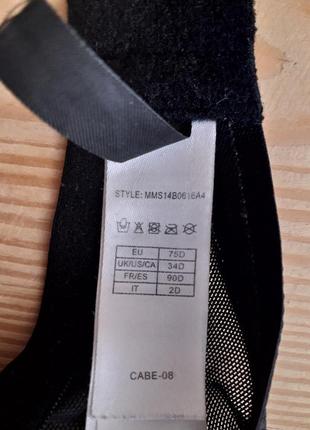 STYLE: MMS14B0616A4
EU 75D
UK/US/CA 34D
FR/ES 90D
IT 2D
CABE-08